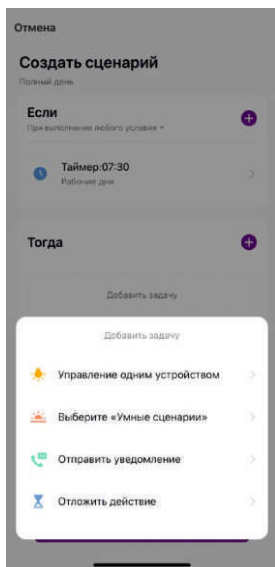 Отмена
Создать сценарий
Полный день
Если
При выполнении любого условия
Таймер:07:30
Рабочие дни
Тогда
Добавить задачу
Добавить задачу
Управление одним устройством
Выберите «Умные сценарии»
Отправить уведомление
Отложить действие